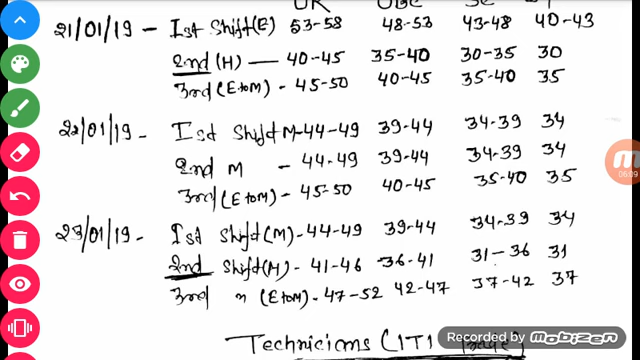 UR OBC SC ST
21/01/19 - Ist Shift(E) 53-58 48-53 43-48 40-43
2nd (H) — 40-45 35-40 30-35 30
3rd (E to M) - 45-50 40-45 35-40 35
22/01/19 - Ist Shift M - 44-49 39-44 34-39 34
2nd M - 44-49 39-44 34-39 34
3rd (E to M) - 45-50 40-45 35-40 35
23/01/19 - Ist Shift (M) - 44-49 39-44 34-39 34
2nd Shift (H) - 41-46 36-41 31-36 31
3rd " (E to M) - 47-52 42-47 37-42 37
06:09
Technicians (ITI
Recorded by
MOBIZEN